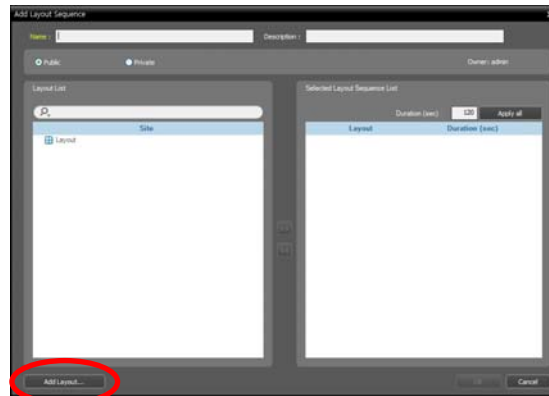 Add Layout Sequence
Name :
Description :
Public
Private
Owner: admin
Layout List
Selected Layout Sequence List
Duration (sec)
120
Apply all
Site
Layout
Duration (sec)
Layout
Add Layout...
Cancel